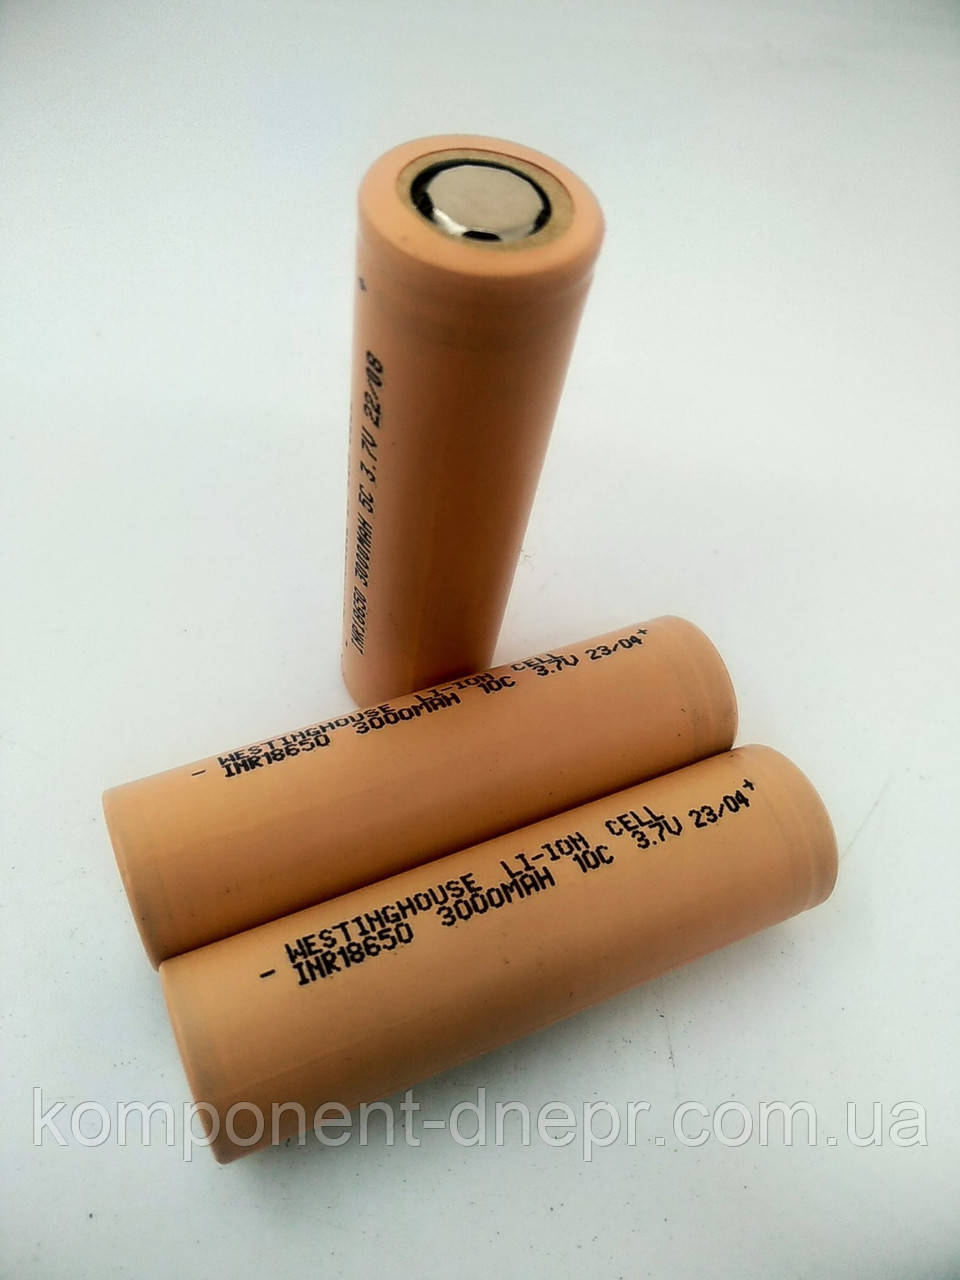 INR18650 3000MAH 5C 3.7V 22/08
- WESTINGHOUSE LI-ION CELL +
INR18650 3000MAH 10C 3.7V 23/04
- WESTINGHOUSE LI-ION CELL +
INR18650 3000MAH 10C 3.7V 23/04
komponent-dnepr.com.ua